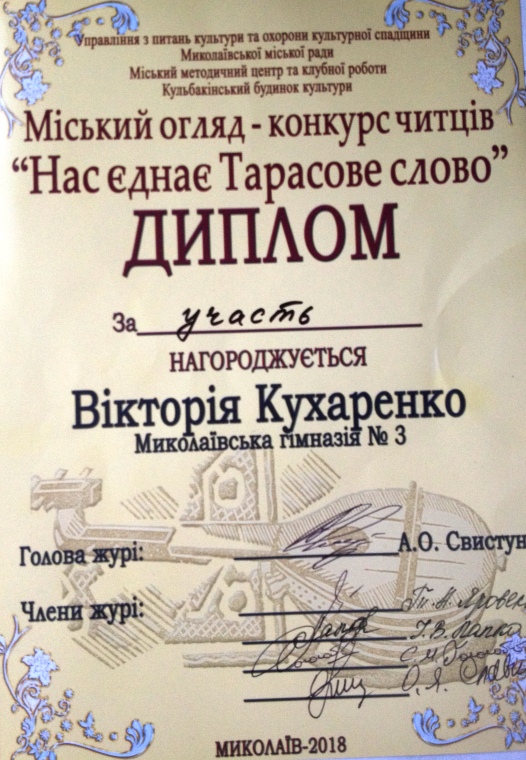 Управління з питань культури та охорони культурної спадщини
Миколаївської міської ради
Міський методичний центр та клубної роботи
Кульбакінський будинок культури
Міський огляд - конкурс читців
“Нас єднає Тарасове слово”
ДИПЛОМ
За участь
НАГОРОДЖУЄТЬСЯ
Вікторія Кухаренко
Миколаївська гімназія № 3
Голова журі: А.О. Свистун
Члени журі:
І.В. Лапко
С.М.
О.Я.
МИКОЛАЇВ-2018